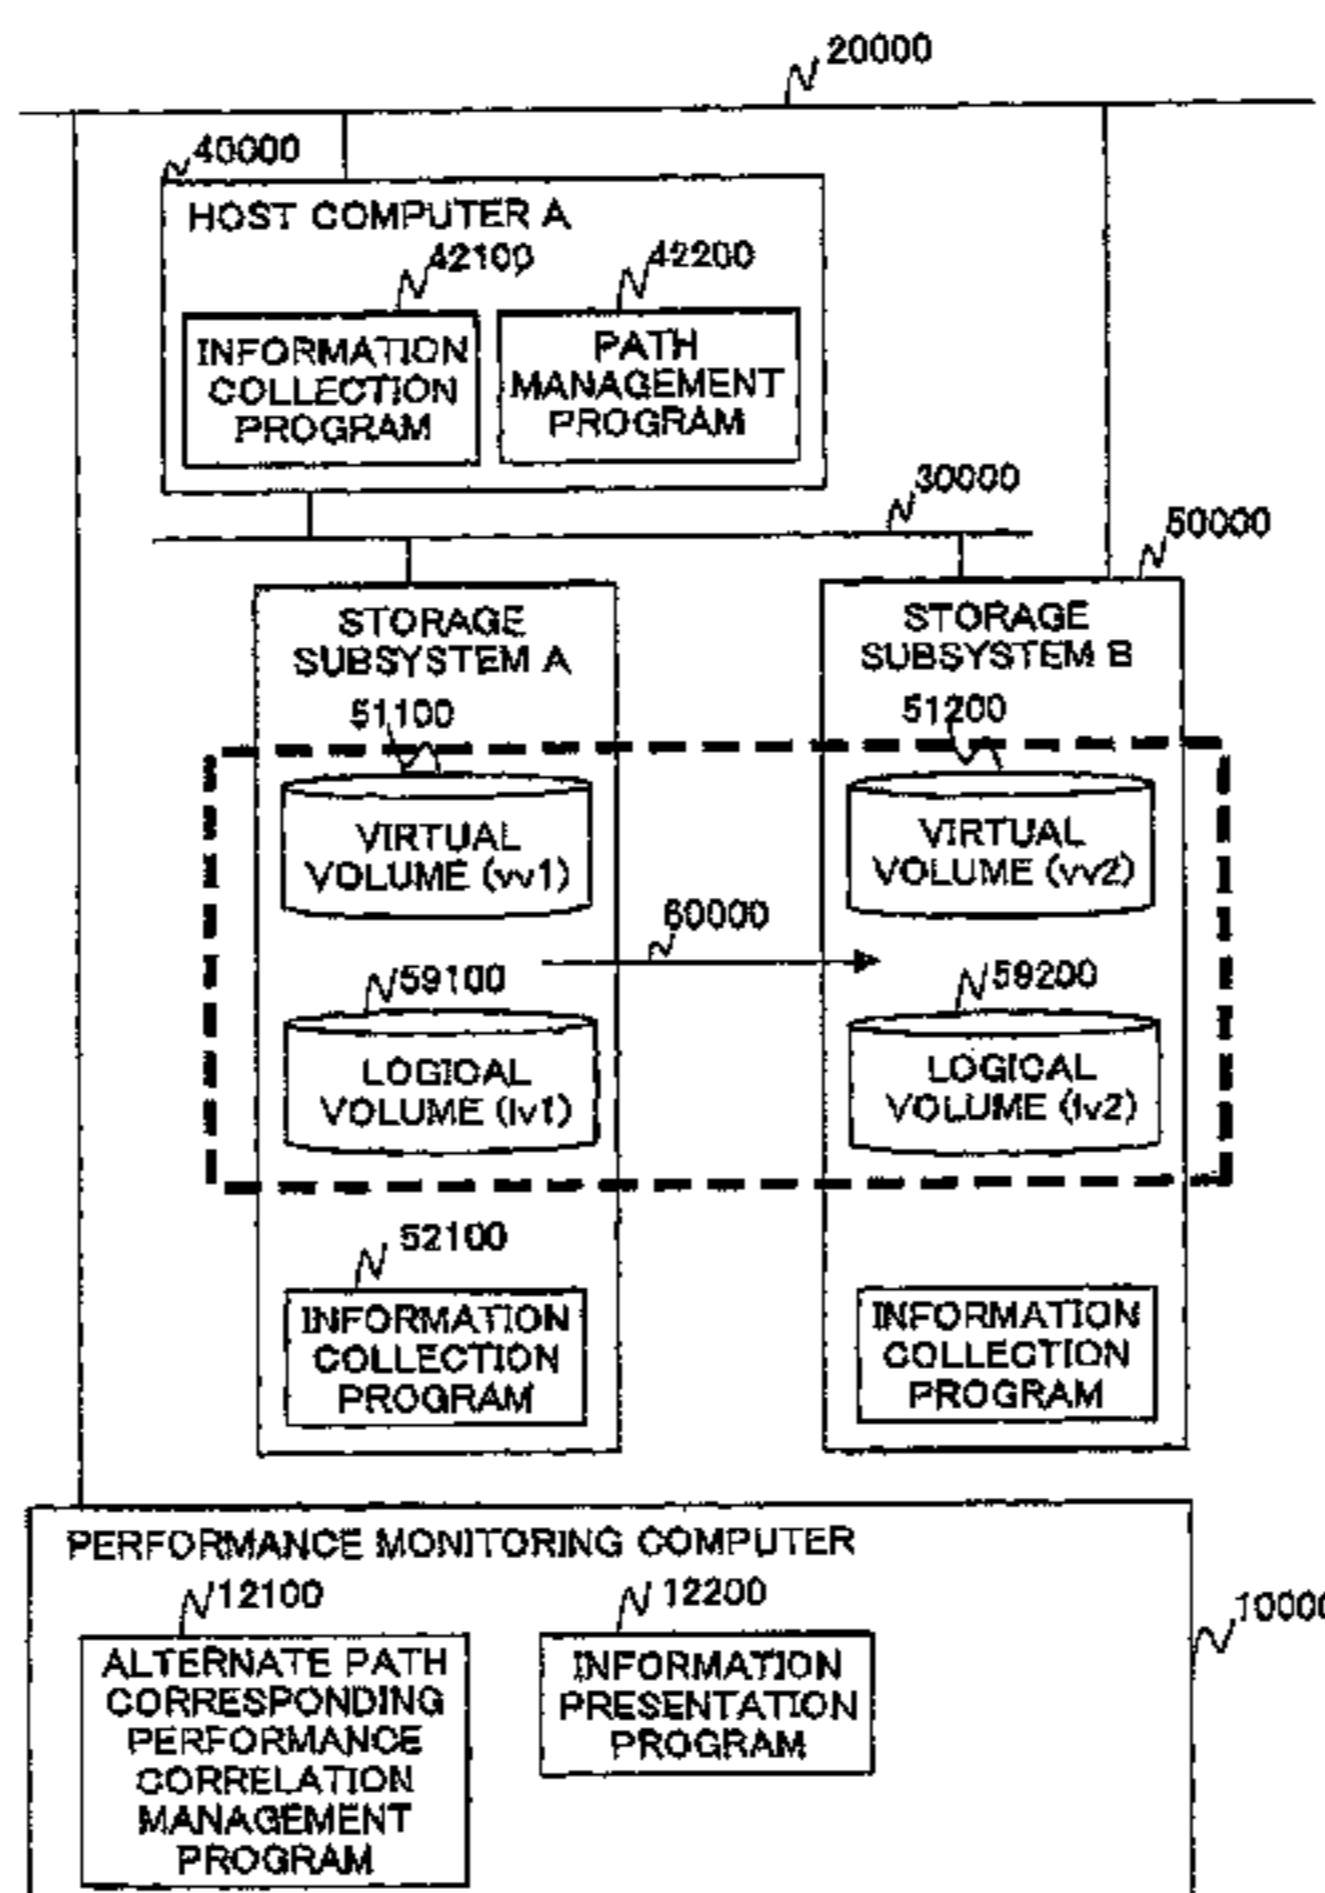 20000
40000
HOST COMPUTER A
42100
42200
INFORMATION
COLLECTION
PROGRAM
PATH
MANAGEMENT
PROGRAM
30000
50000
STORAGE
SUBSYSTEM A
STORAGE
SUBSYSTEM B
51100
51200
VIRTUAL
VOLUME (vv1)
VIRTUAL
VOLUME (vv2)
60000
59100
59200
LOGICAL
VOLUME (lv1)
LOGICAL
VOLUME (lv2)
52100
INFORMATION
COLLECTION
PROGRAM
INFORMATION
COLLECTION
PROGRAM
PERFORMANCE MONITORING COMPUTER
12100
12200
10000
ALTERNATE PATH
CORRESPONDING
PERFORMANCE
CORRELATION
MANAGEMENT
PROGRAM
INFORMATION
PRESENTATION
PROGRAM